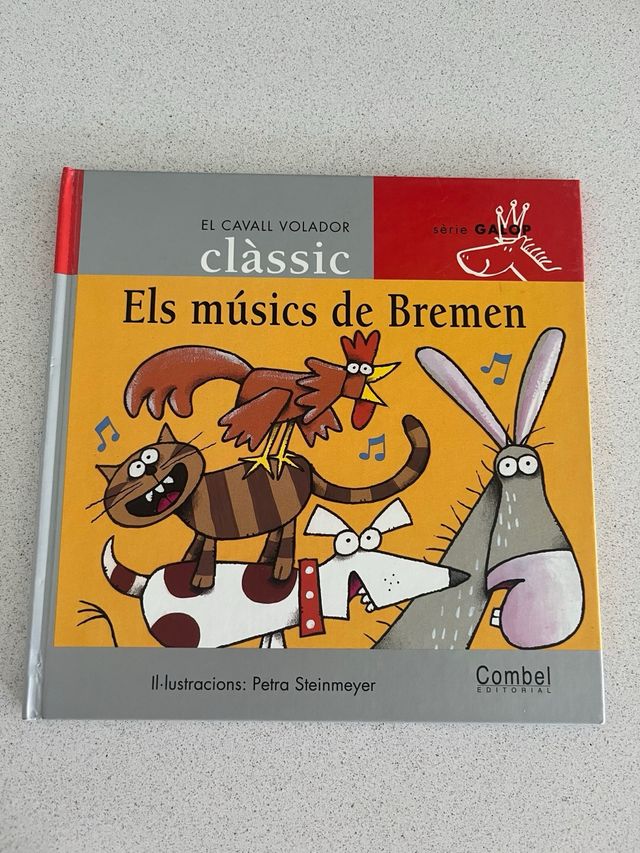 EL CAVALL VOLADOR
clàssic
sèrie GALOP
Els músics de Bremen
Il·lustracions: Petra Steinmeyer
Combel
EDITORIAL